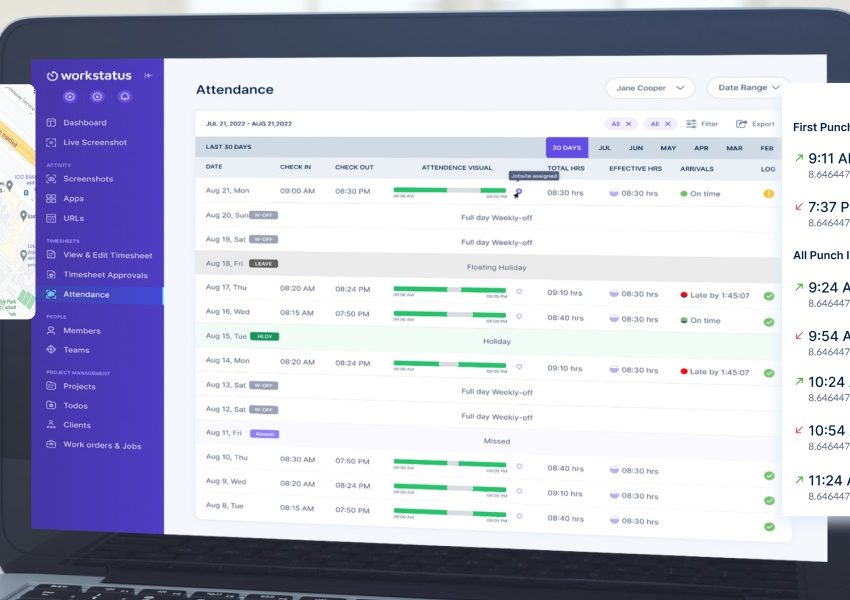 workstatus
Attendance
Jane Cooper
Date Range
Dashboard
Live Screenshot
ACTIVITY
Screenshots
Apps
URLs
TIMESHEETS
View & Edit Timesheet
Timesheet Approvals
Attendance
PEOPLE
Members
Teams
PROJECT MANAGEMENT
Projects
Todos
Clients
Work orders & Jobs
JUL 21, 2022 - AUG 21,2022
All
All
Filter
Export
LAST 30 DAYS 30 DAYS JUL JUN MAY APR MAR FEB
DATE CHECK IN CHECK OUT ATTENDENCE VISUAL TOTAL HRS EFFECTIVE HRS ARRIVALS LOG
Jobsite assigned
Aug 21, Mon 09:00 AM 08:30 PM 08:30 hrs 08:30 hrs On time
Aug 20, Sun W-OFF Full day Weekly-off
Aug 19, Sat W-OFF Full day Weekly-off
Aug 18, Fri LEAVE Floating Holiday
Aug 17, Thu 08:20 AM 08:24 PM 09:10 hrs 08:30 hrs Late by 1:45:07
Aug 16, Wed 08:15 AM 07:50 PM 08:40 hrs 08:30 hrs On time
Aug 15, Tue HLDY Holiday
Aug 14, Mon 08:20 AM 08:24 PM 09:10 hrs 08:30 hrs Late by 1:45:07
Aug 13, Sat W-OFF Full day Weekly-off
Aug 12, Sat W-OFF Full day Weekly-off
Aug 11, Fri Absent Missed
Aug 10, Thu 08:30 AM 07:50 PM 08:40 hrs 08:30 hrs
Aug 9, Wed 08:20 AM 08:24 PM 09:10 hrs 08:30 hrs
Aug 8, Tue 08:15 AM 07:50 PM 08:40 hrs 08:30 hrs
First Punch
9:11 A
8.646447
7:37 P
8.646447
All Punch I
9:24 A
8.646447
9:54 A
8.646447
10:24
8.646447
10:54
8.646447
11:24 A
8.646447